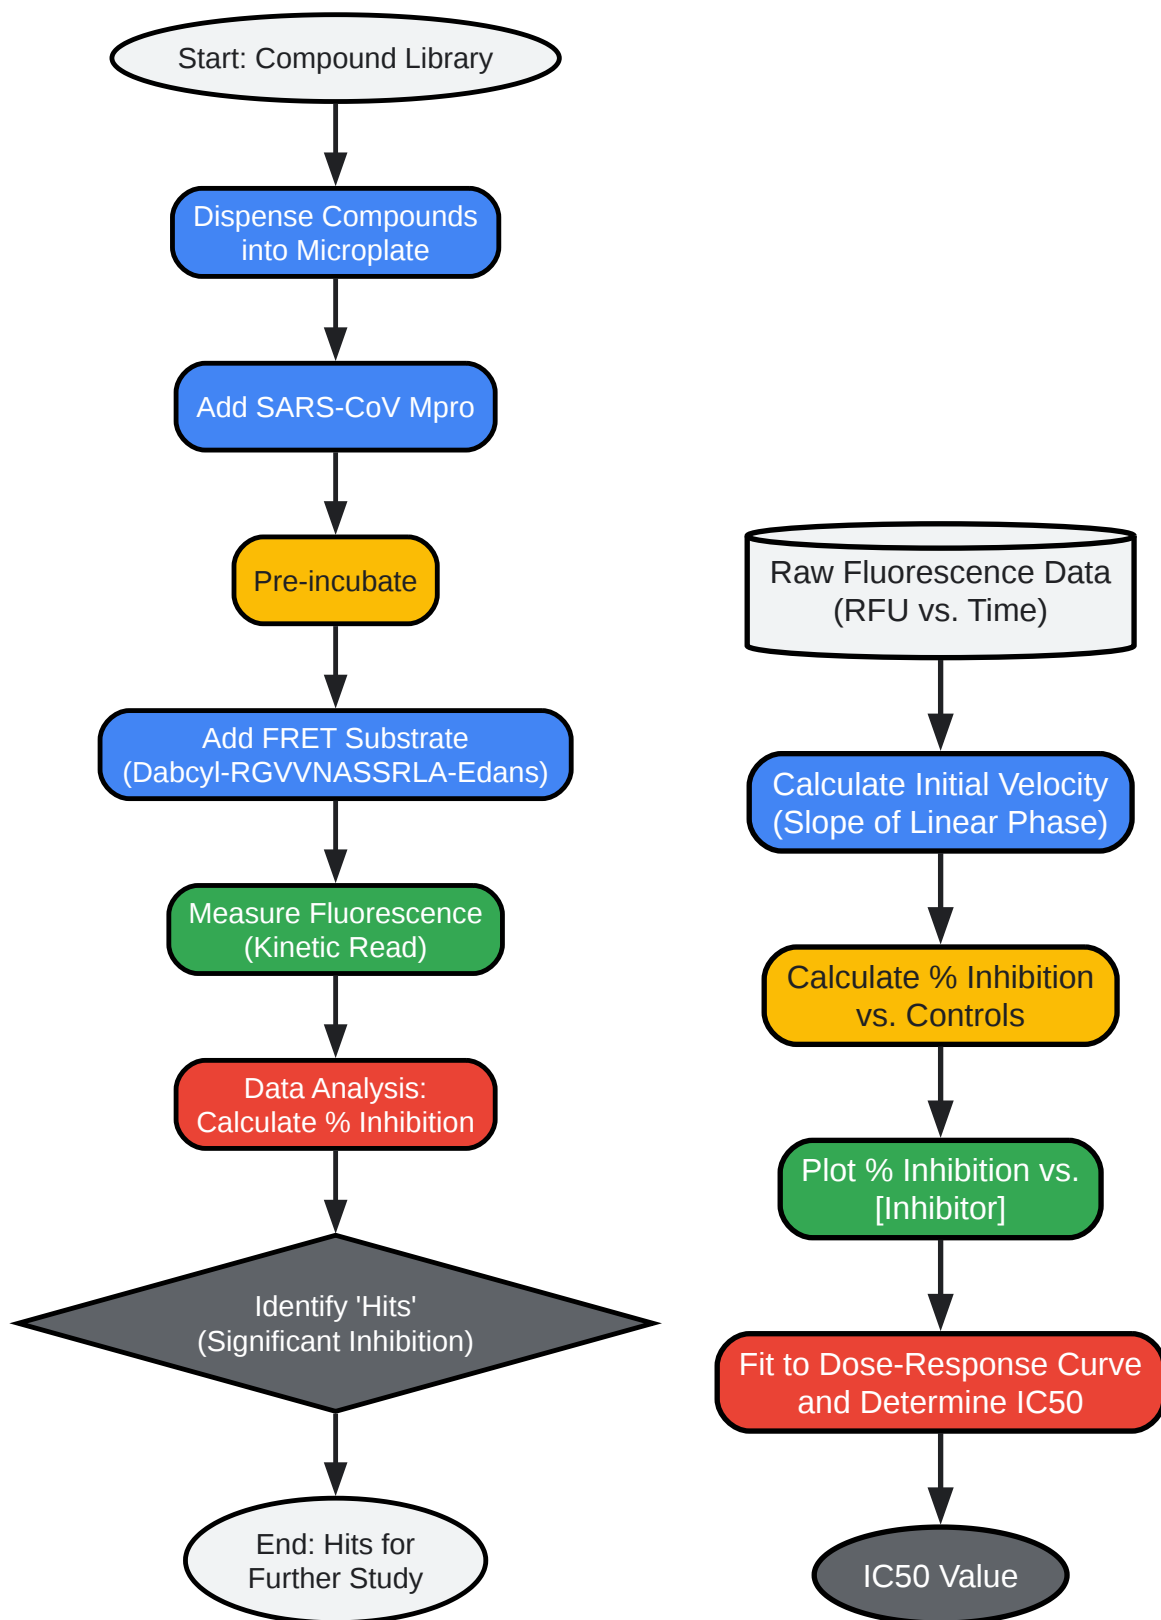 Start: Compound Library
Dispense Compounds
into Microplate
Add SARS-CoV Mpro
Pre-incubate
Add FRET Substrate
(Dabcyl-RGVVNASSRLA-Edans)
Measure Fluorescence
(Kinetic Read)
Data Analysis:
Calculate % Inhibition
Identify 'Hits'
(Significant Inhibition)
End: Hits for
Further Study
Raw Fluorescence Data
(RFU vs. Time)
Calculate Initial Velocity
(Slope of Linear Phase)
Calculate % Inhibition
vs. Controls
Plot % Inhibition vs.
[Inhibitor]
Fit to Dose-Response Curve
and Determine IC50
IC50 Value